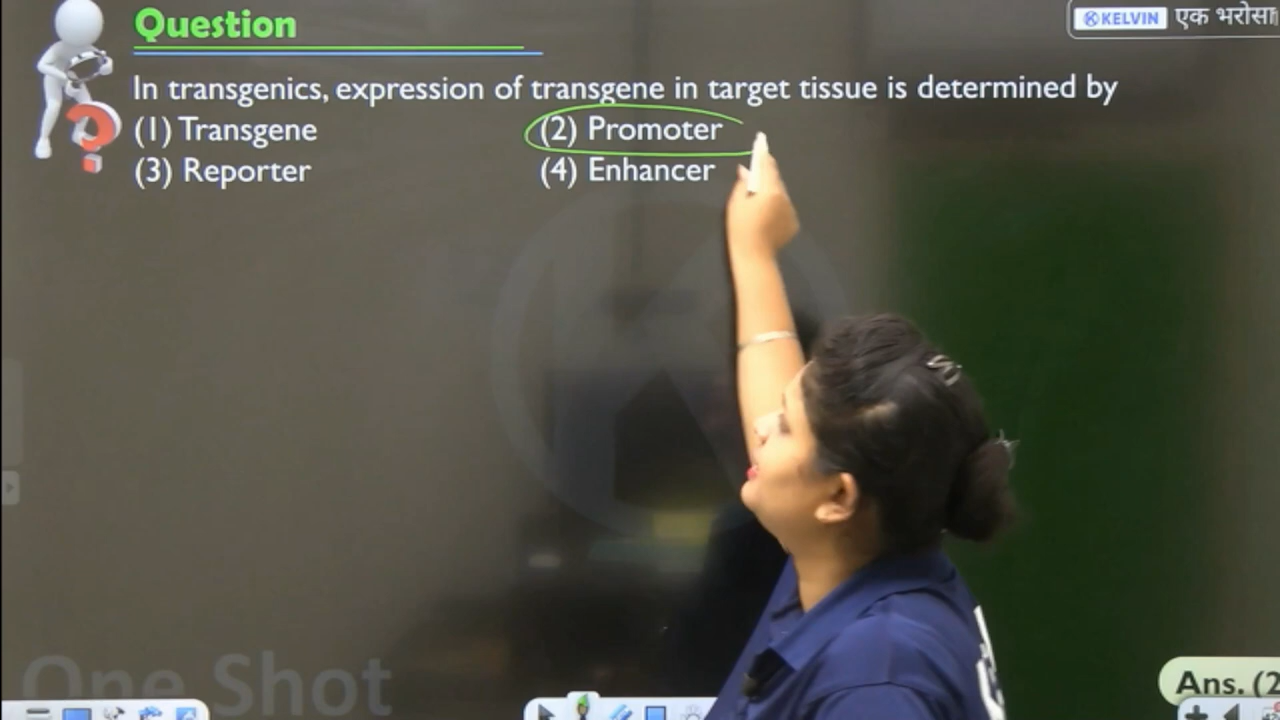 Question
KELVIN एक भरोसा
In transgenics, expression of transgene in target tissue is determined by
(1) Transgene (2) Promoter
(3) Reporter (4) Enhancer
One Shot
Ans. (2